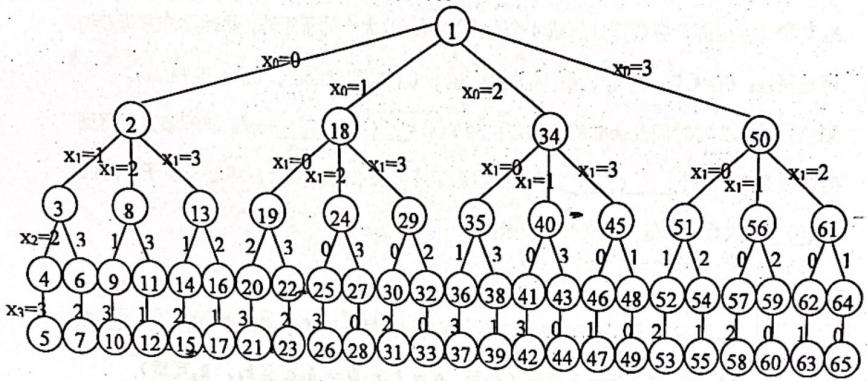 1
x₀=0 x₀=1 x₀=2 x₀=3
2 18 34 50
x₁=1 x₁=2 x₁=3 x₁=0 x₁=2 x₁=3 x₁=0 x₁=1 x₁=3 x₁=0 x₁=1 x₁=2
3 8 13 19 24 29 35 40 45 51 56 61
x₂=2 3 1 3 1 2 2 3 0 3 0 2 1 3 0 3 0 1 1 2 0 2 0 1
4 6 9 11 14 16 20 22 25 27 30 32 36 38 41 43 46 48 52 54 57 59 62 64
x₃=3 2 3 1 2 1 3 2 3 0 2 0 3 1 3 0 1 0 2 1 2 0 1 0
5 7 10 12 15 17 21 23 26 28 31 33 37 39 42 44 47 49 53 55 58 60 63 65